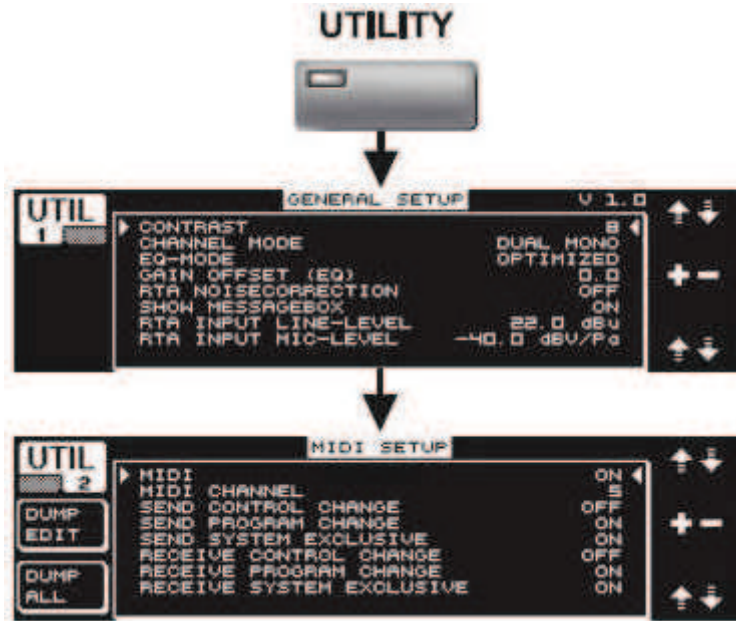 UTILITY
GENERAL SETUP V 1.0
UTIL
1
CONTRAST 8
CHANNEL MODE DUAL MONO
EQ-MODE OPTIMIZED
GAIN OFFSET (EQ) 0.0
RTA NOISECORRECTION OFF
SHOW MESSAGEBOX ON
RTA INPUT LINE-LEVEL 22.0 dBu
RTA INPUT MIC-LEVEL -40.0 dBV/Pa
MIDI SETUP
UTIL
2
MIDI ON
MIDI CHANNEL 5
SEND CONTROL CHANGE OFF
SEND PROGRAM CHANGE ON
SEND SYSTEM EXCLUSIVE ON
RECEIVE CONTROL CHANGE OFF
RECEIVE PROGRAM CHANGE ON
RECEIVE SYSTEM EXCLUSIVE ON
DUMP
EDIT
DUMP
ALL